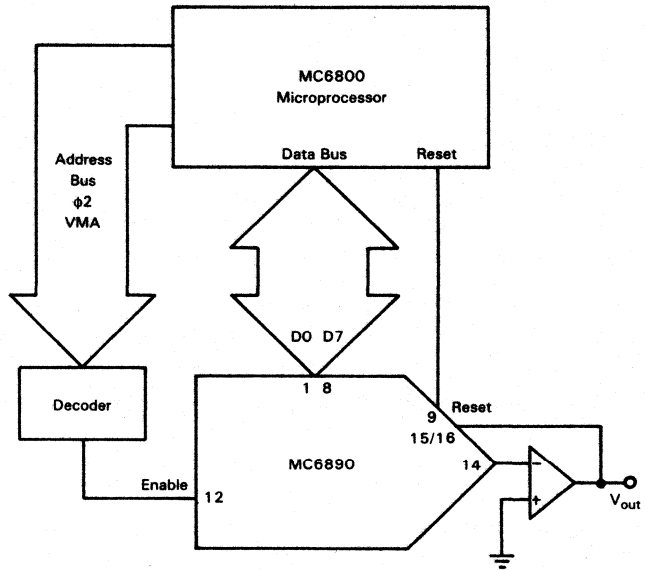 MC6800
Microprocessor
Data Bus
Reset
Address
Bus
ϕ2
VMA
D0 D7
Decoder
1 8
9
Reset
15/16
MC6890
14
Enable
12
−
+
Vout